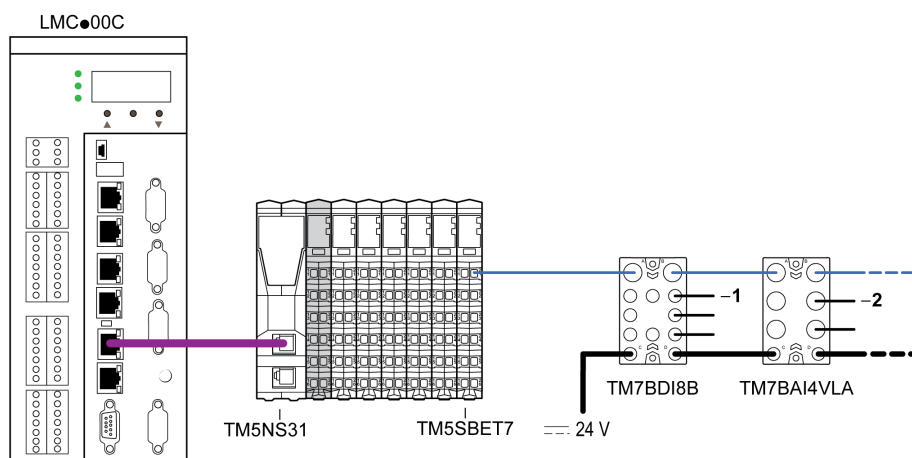 LMC●00C
A B
A B
–1
–2
C D
C D
TM7BDI8B
TM7BAI4VLA
TM5NS31
TM5SBET7
24 V